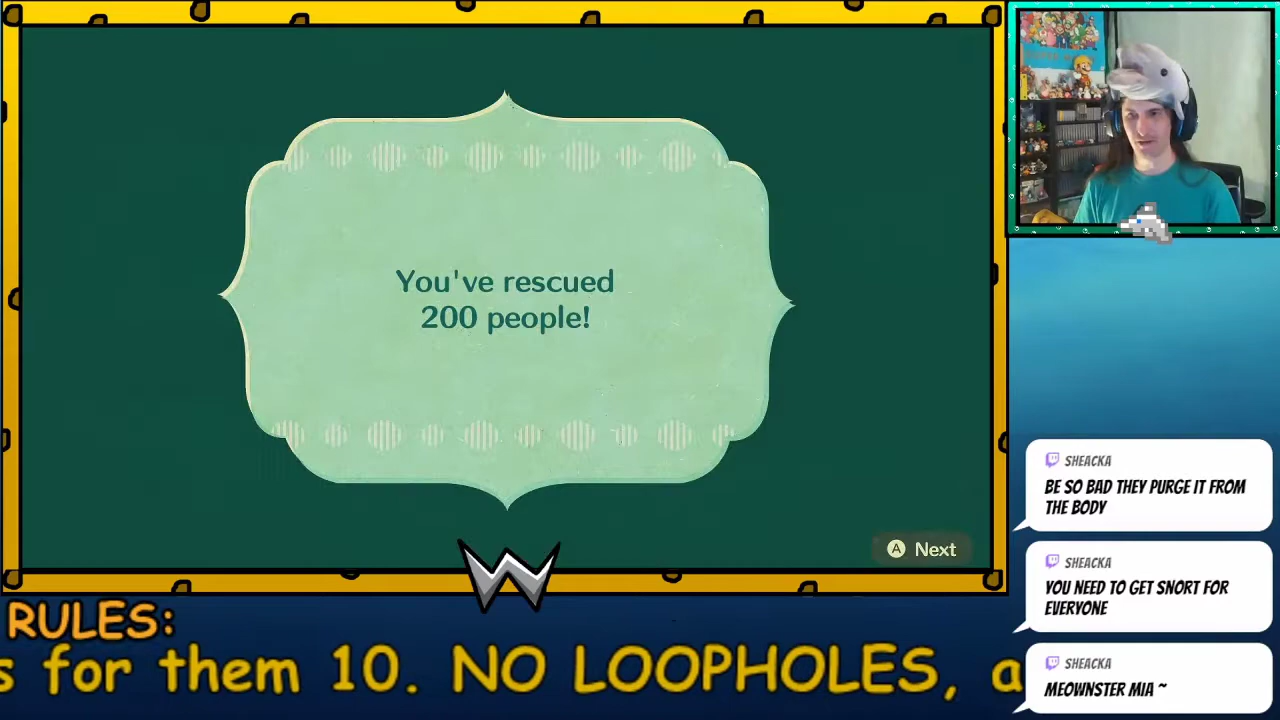 You've rescued
200 people!
A Next
RULES:
s for them 10. NO LOOPHOLES, a
SHEACKA
BE SO BAD THEY PURGE IT FROM
THE BODY
SHEACKA
YOU NEED TO GET SNORT FOR
EVERYONE
SHEACKA
MEOWNSTER MIA ~